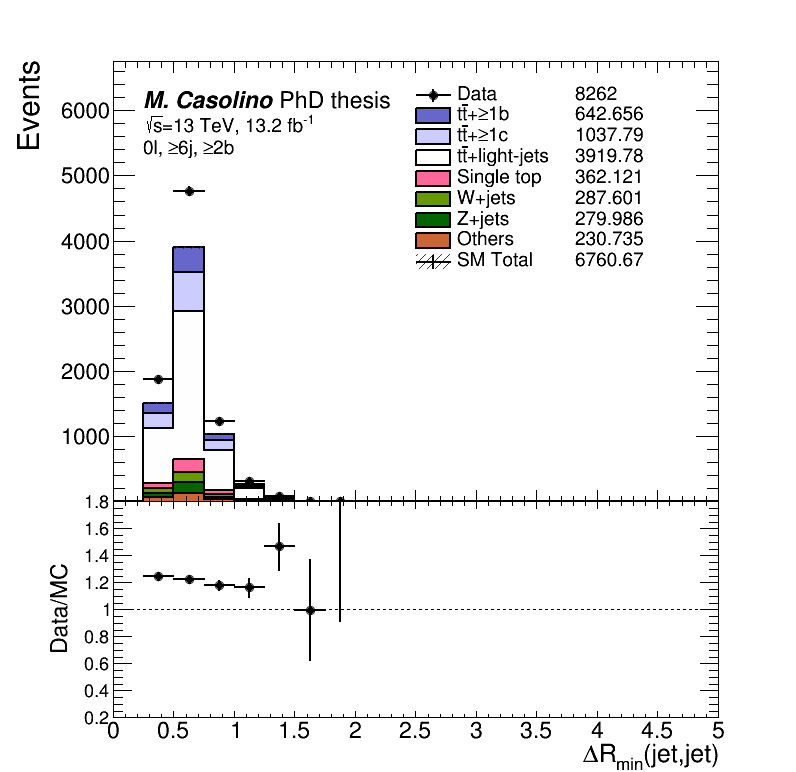 Events
6000
5000
4000
3000
2000
1000
M. Casolino PhD thesis
√s=13 TeV, 13.2 fb⁻¹
0l, ≥6j, ≥2b
Data 8262
tt̄+≥1b 642.656
tt̄+≥1c 1037.79
tt̄+light-jets 3919.78
Single top 362.121
W+jets 287.601
Z+jets 279.986
Others 230.735
SM Total 6760.67
Data/MC
1.8
1.6
1.4
1.2
1
0.8
0.6
0.4
0.2
0 0.5 1 1.5 2 2.5 3 3.5 4 4.5 5
ΔR_min(jet,jet)